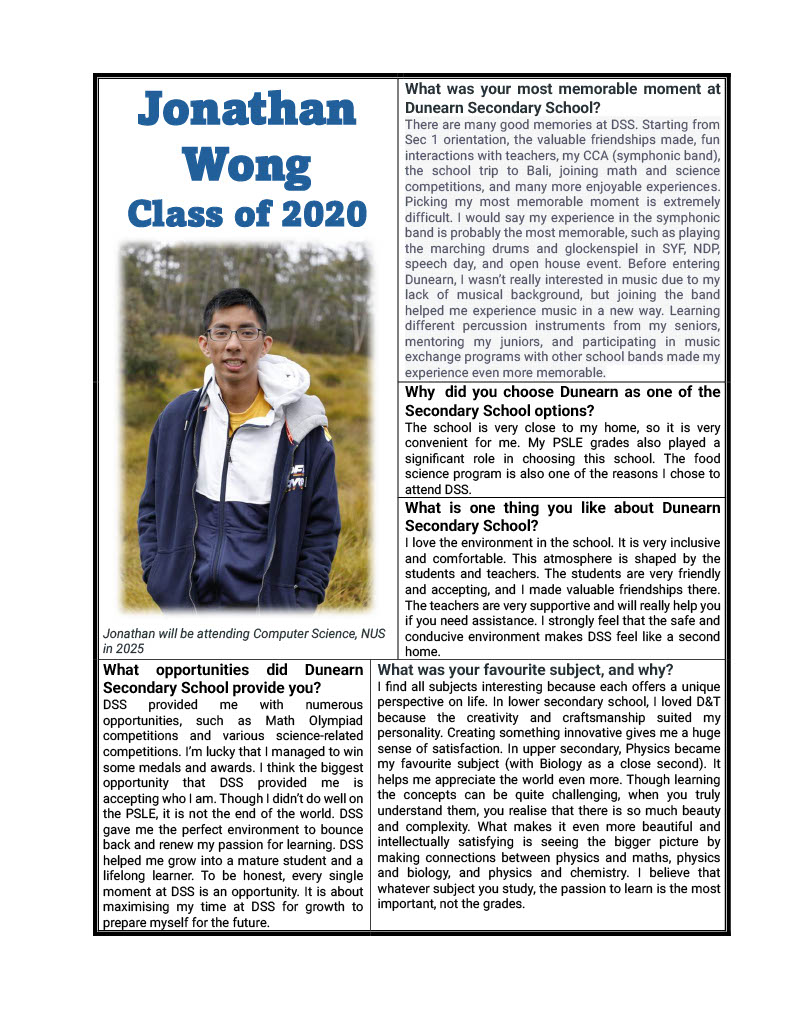 Jonathan
Wong
Class of 2020
Jonathan will be attending Computer Science, NUS
in 2025
What was your most memorable moment at
Dunearn Secondary School?
There are many good memories at DSS. Starting from
Sec 1 orientation, the valuable friendships made, fun
interactions with teachers, my CCA (symphonic band),
the school trip to Bali, joining math and science
competitions, and many more enjoyable experiences.
Picking my most memorable moment is extremely
difficult. I would say my experience in the symphonic
band is probably the most memorable, such as playing
the marching drums and glockenspiel in SYF, NDP,
speech day, and open house event. Before entering
Dunearn, I wasn’t really interested in music due to my
lack of musical background, but joining the band
helped me experience music in a new way. Learning
different percussion instruments from my seniors,
mentoring my juniors, and participating in music
exchange programs with other school bands made my
experience even more memorable.
Why did you choose Dunearn as one of the
Secondary School options?
The school is very close to my home, so it is very
convenient for me. My PSLE grades also played a
significant role in choosing this school. The food
science program is also one of the reasons I chose to
attend DSS.
What is one thing you like about Dunearn
Secondary School?
I love the environment in the school. It is very inclusive
and comfortable. This atmosphere is shaped by the
students and teachers. The students are very friendly
and accepting, and I made valuable friendships there.
The teachers are very supportive and will really help you
if you need assistance. I strongly feel that the safe and
conducive environment makes DSS feel like a second
home.
What opportunities did Dunearn
Secondary School provide you?
DSS provided me with numerous
opportunities, such as Math Olympiad
competitions and various science-related
competitions. I’m lucky that I managed to win
some medals and awards. I think the biggest
opportunity that DSS provided me is
accepting who I am. Though I didn’t do well on
the PSLE, it is not the end of the world. DSS
gave me the perfect environment to bounce
back and renew my passion for learning. DSS
helped me grow into a mature student and a
lifelong learner. To be honest, every single
moment at DSS is an opportunity. It is about
maximising my time at DSS for growth to
prepare myself for the future.
What was your favourite subject, and why?
I find all subjects interesting because each offers a unique
perspective on life. In lower secondary school, I loved D&T
because the creativity and craftsmanship suited my
personality. Creating something innovative gives me a huge
sense of satisfaction. In upper secondary, Physics became
my favourite subject (with Biology as a close second). It
helps me appreciate the world even more. Though learning
the concepts can be quite challenging, when you truly
understand them, you realise that there is so much beauty
and complexity. What makes it even more beautiful and
intellectually satisfying is seeing the bigger picture by
making connections between physics and maths, physics
and biology, and physics and chemistry. I believe that
whatever subject you study, the passion to learn is the most
important, not the grades.